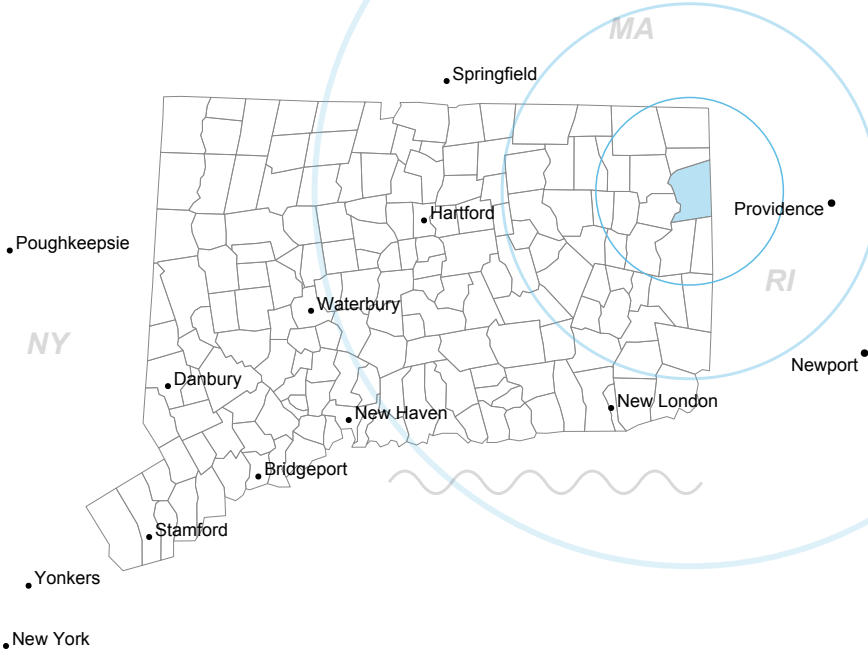 MA
Springfield
Providence
Hartford
Poughkeepsie
RI
Waterbury
NY
Newport
Danbury
New London
New Haven
Bridgeport
Stamford
Yonkers
New York